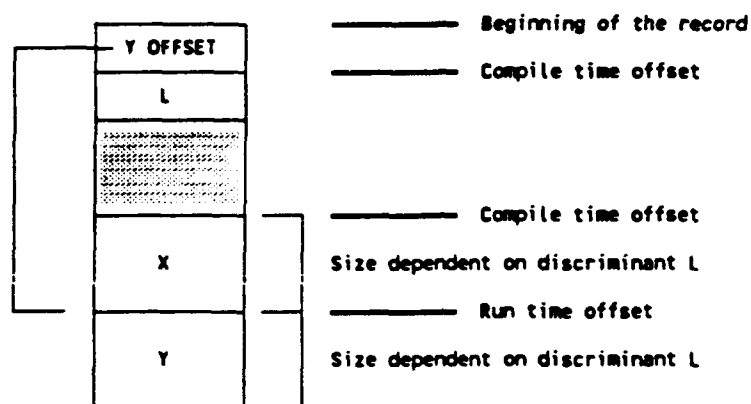 Beginning of the record
Y OFFSET
Compile time offset
L
Compile time offset
X
Size dependent on discriminant L
Run time offset
Y
Size dependent on discriminant L